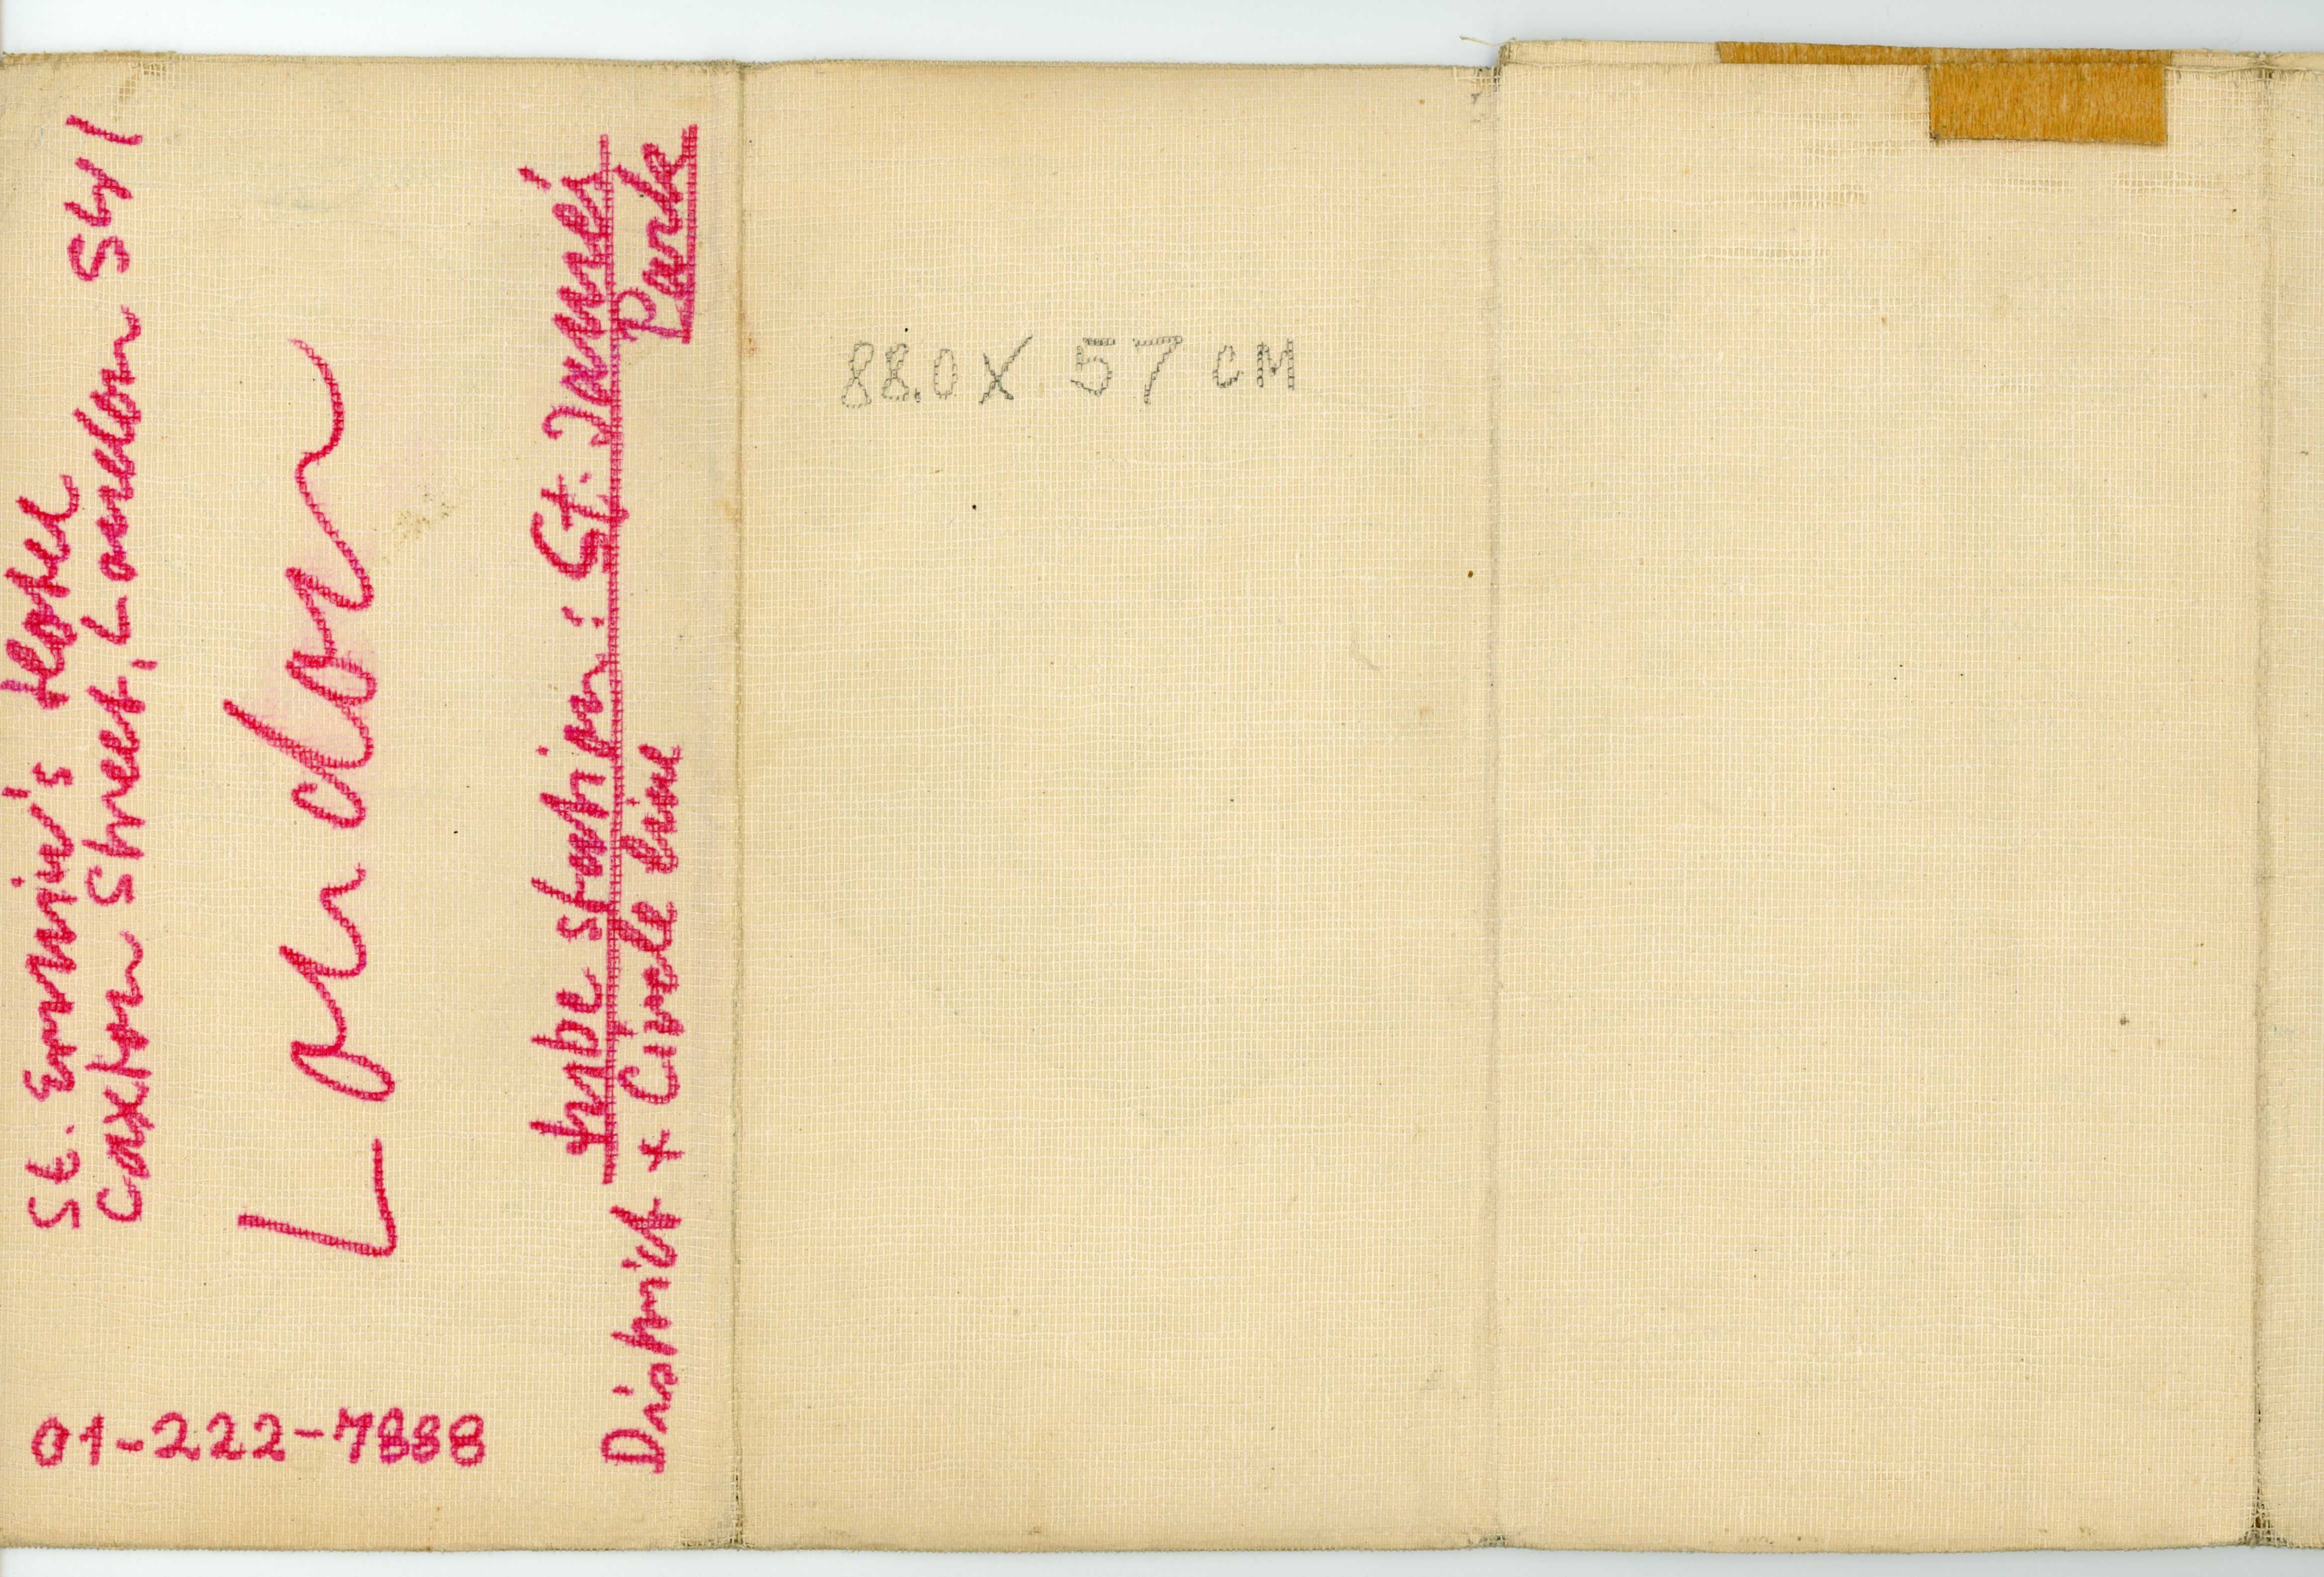 St. Ermin's Hotel
Caxton Street, London SW1
London
tube station: St. James's
Park
District + Circle line
01-222-7888
88.0 X 57 CM